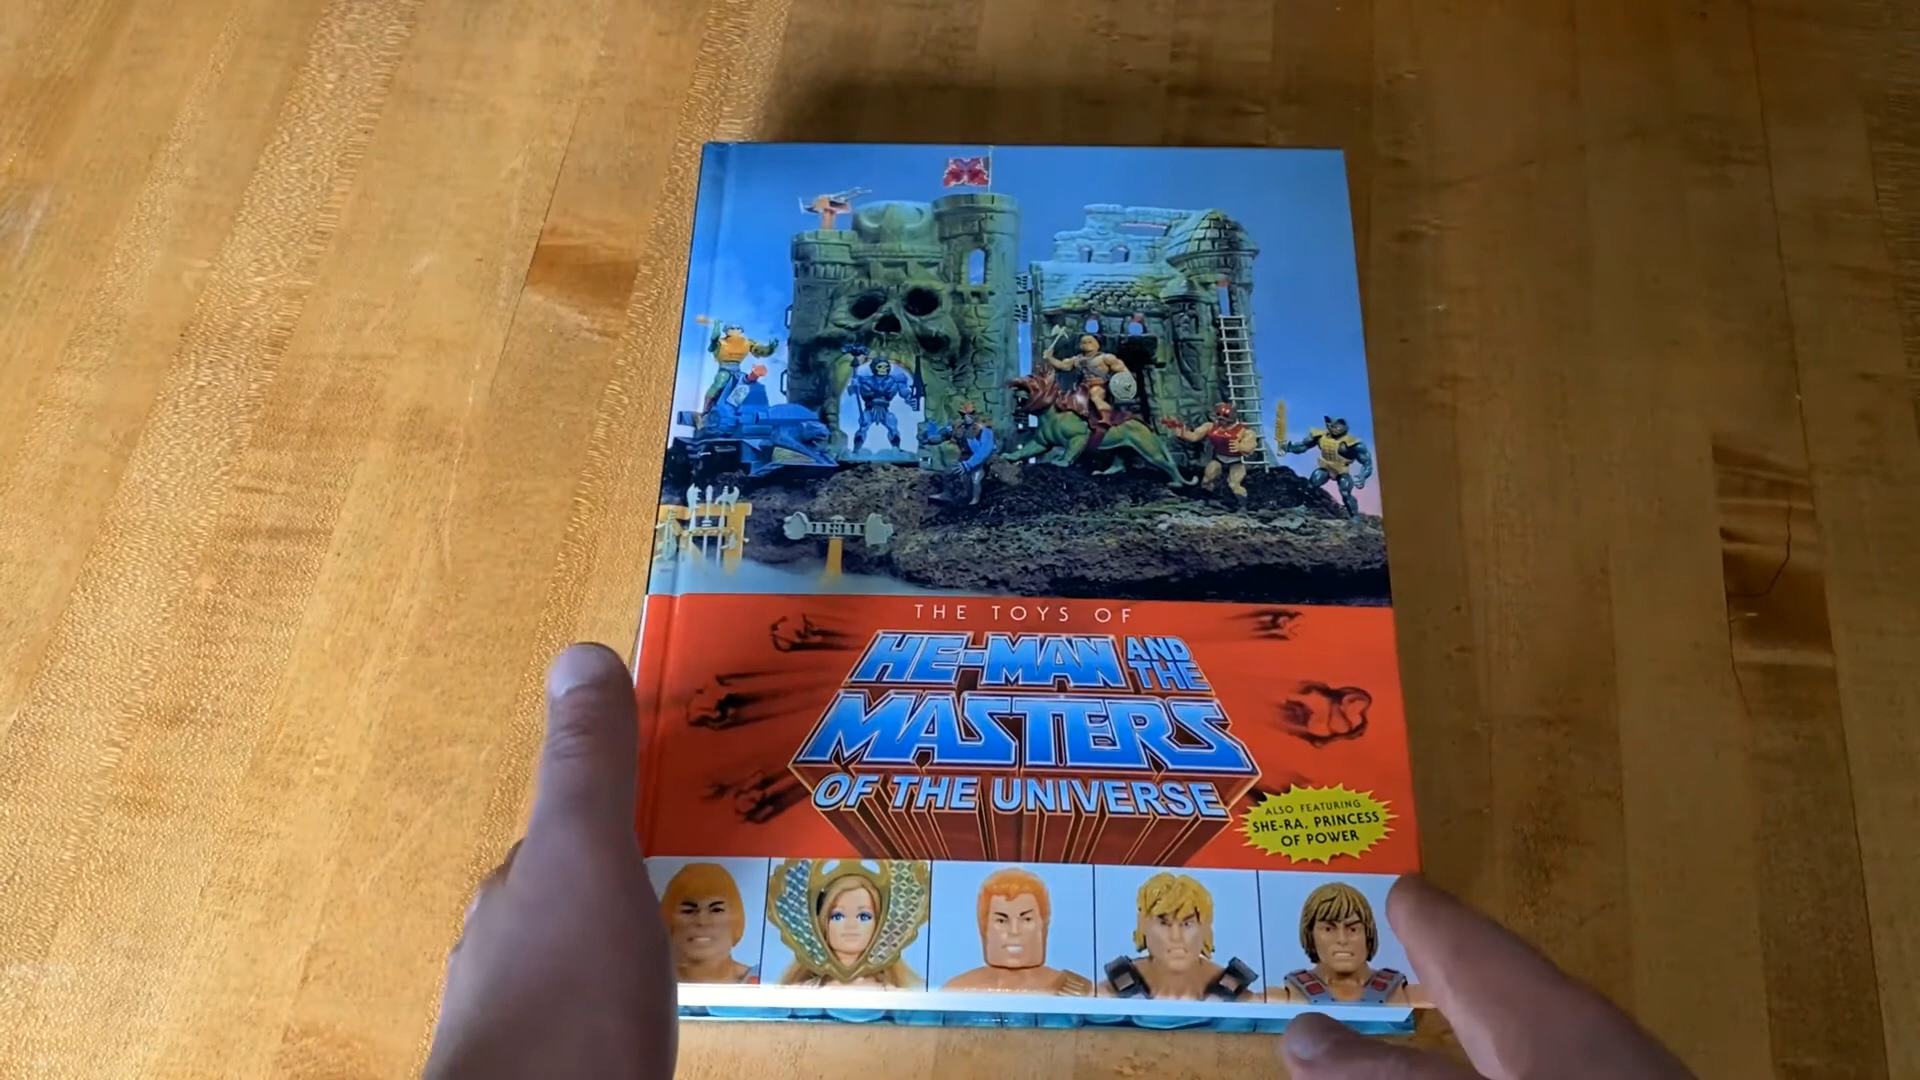 THE TOYS OF
HE-MAN AND THE
MASTERS
OF THE UNIVERSE
ALSO FEATURING
SHE-RA, PRINCESS
OF POWER